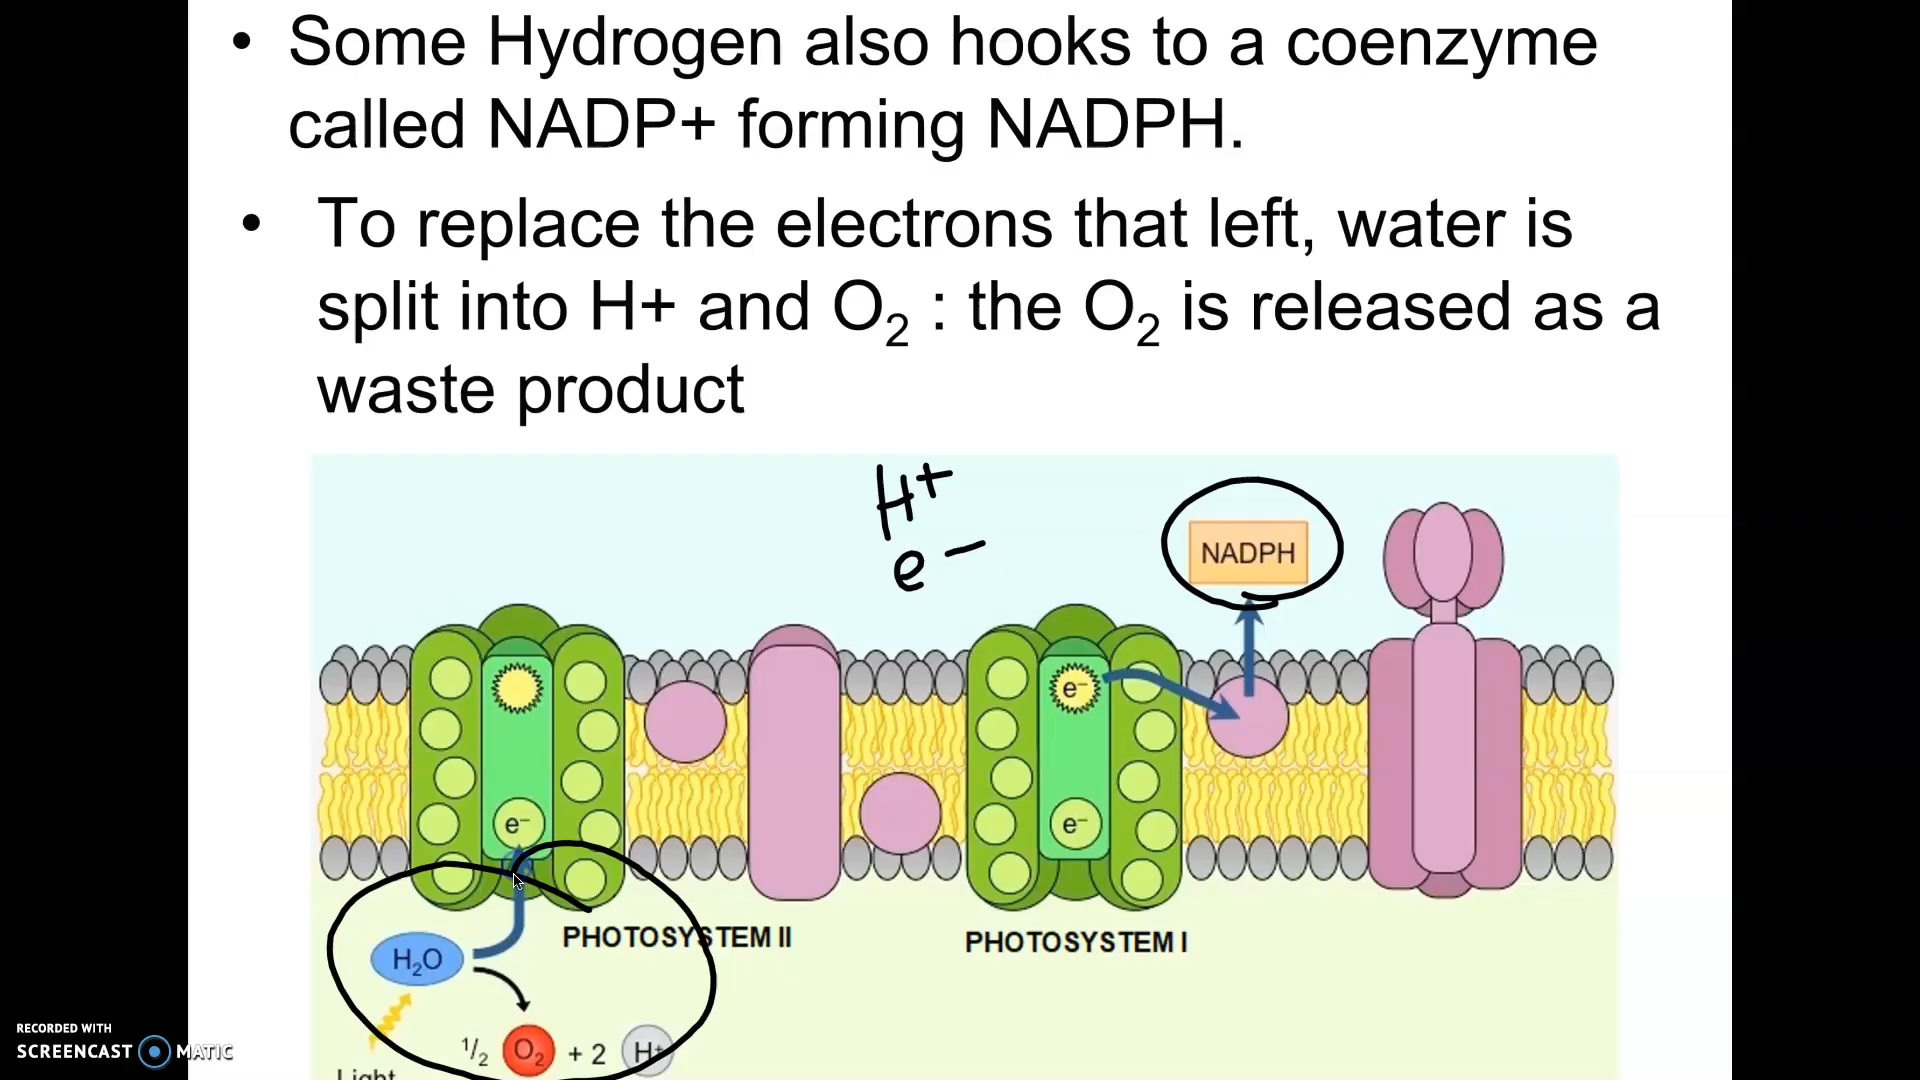 • Some Hydrogen also hooks to a coenzyme
called NADP+ forming NADPH.
• To replace the electrons that left, water is
split into H+ and O₂ : the O₂ is released as a
waste product
H+
e−
NADPH
e−
e− e−
PHOTOSYSTEM II PHOTOSYSTEM I
H₂O
RECORDED WITH
SCREENCAST MATIC
1/2 O₂ + 2 H+
Light